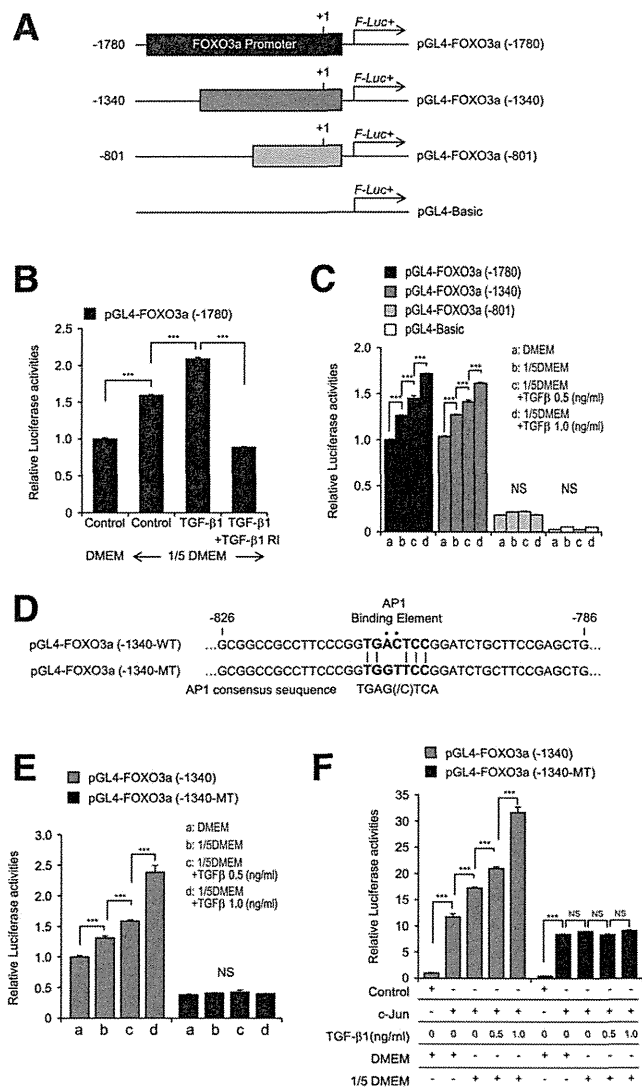 A
+1
F-Luc+
-1780
FOXO3a Promoter
pGL4-FOXO3a (-1780)
+1
F-Luc+
-1340
pGL4-FOXO3a (-1340)
+1
F-Luc+
-801
pGL4-FOXO3a (-801)
F-Luc+
pGL4-Basic
B
pGL4-FOXO3a (-1780)
Relative Luciferase activities
2.5
2.0
1.5
1.0
0.5
0
***
***
***
Control
Control
TGF-β1
TGF-β1
+TGF-β1 RI
DMEM
1/5 DMEM
C
pGL4-FOXO3a (-1780)
pGL4-FOXO3a (-1340)
pGL4-FOXO3a (-801)
pGL4-Basic
a: DMEM
b: 1/5DMEM
c: 1/5DMEM
+TGFβ 0.5 (ng/ml)
d: 1/5DMEM
+TGFβ 1.0 (ng/ml)
Relative Luciferase activities
2.0
1.5
1.0
0.5
0
***
***
***
***
***
***
NS
NS
a b c d a b c d a b c d a b c d
D
AP1
Binding Element
-826
-786
pGL4-FOXO3a (-1340-WT) ...GCGGCCGCCTTCCCGGTGACTCCGGATCTGCTTCCGAGCTG...
pGL4-FOXO3a (-1340-MT) ...GCGGCCGCCTTCCCGGTGGTTCCGGATCTGCTTCCGAGCTG...
AP1 consensus seuquence TGAG(/C)TCA
E
pGL4-FOXO3a (-1340)
pGL4-FOXO3a (-1340-MT)
a: DMEM
b: 1/5DMEM
c: 1/5DMEM
+TGFβ 0.5 (ng/ml)
d: 1/5DMEM
+TGFβ 1.0 (ng/ml)
Relative Luciferase activities
3.0
2.5
2.0
1.5
1.0
0.5
0
***
***
***
NS
a b c d a b c d
F
pGL4-FOXO3a (-1340)
pGL4-FOXO3a (-1340-MT)
Relative Luciferase activities
35
30
25
20
15
10
5
0
***
***
***
***
***
NS
NS
NS
Control + - - - - + - - - -
c-Jun - + + + + - + + + +
TGF-β1(ng/ml) 0 0 0 0.5 1.0 0 0 0 0.5 1.0
DMEM + + - - - + + - - -
1/5 DMEM - - + + + - - + + +